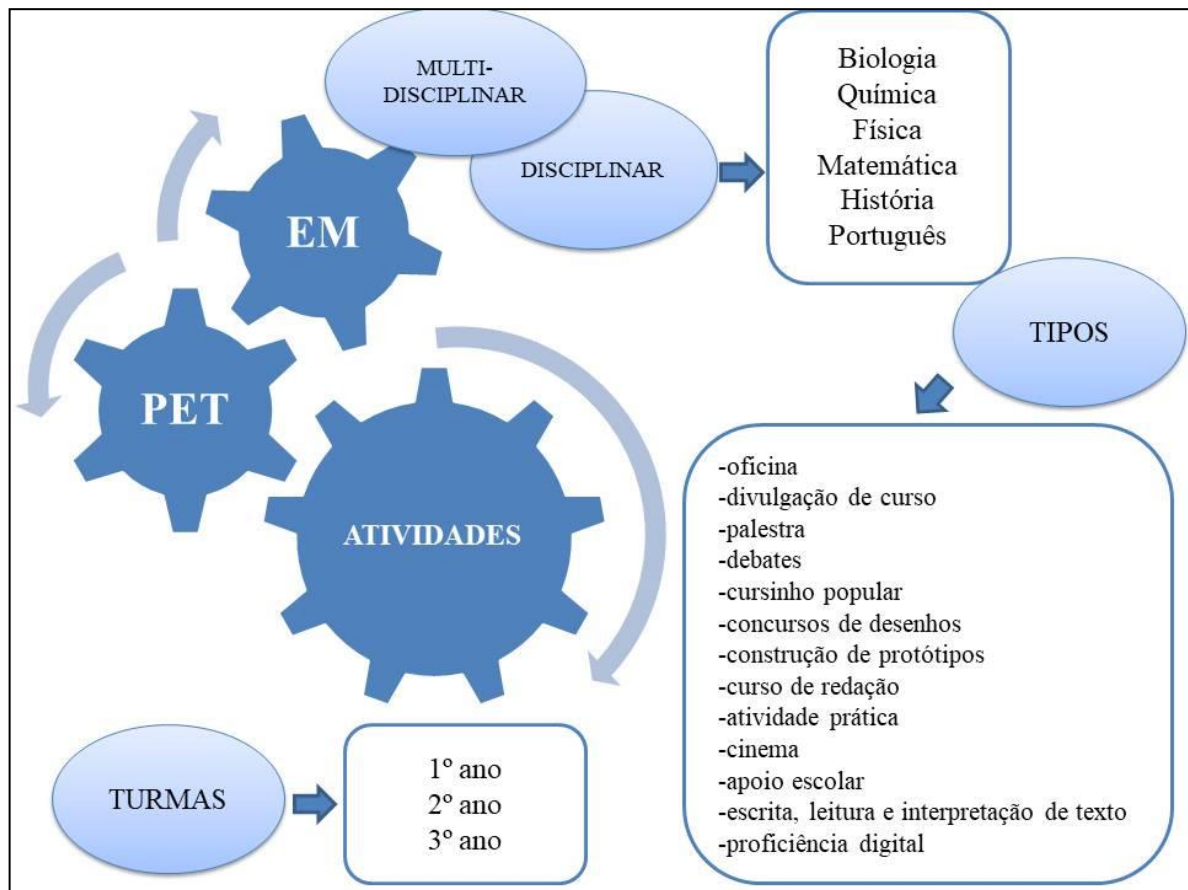 MULTI-
DISCIPLINAR
DISCIPLINAR
Biologia
Química
Física
Matemática
História
Português
EM
PET
ATIVIDADES
TIPOS
-oficina
-divulgação de curso
-palestra
-debates
-cursinho popular
-concursos de desenhos
-construção de protótipos
-curso de redação
-atividade prática
-cinema
-apoio escolar
-escrita, leitura e interpretação de texto
-proficiência digital
TURMAS
1º ano
2º ano
3º ano